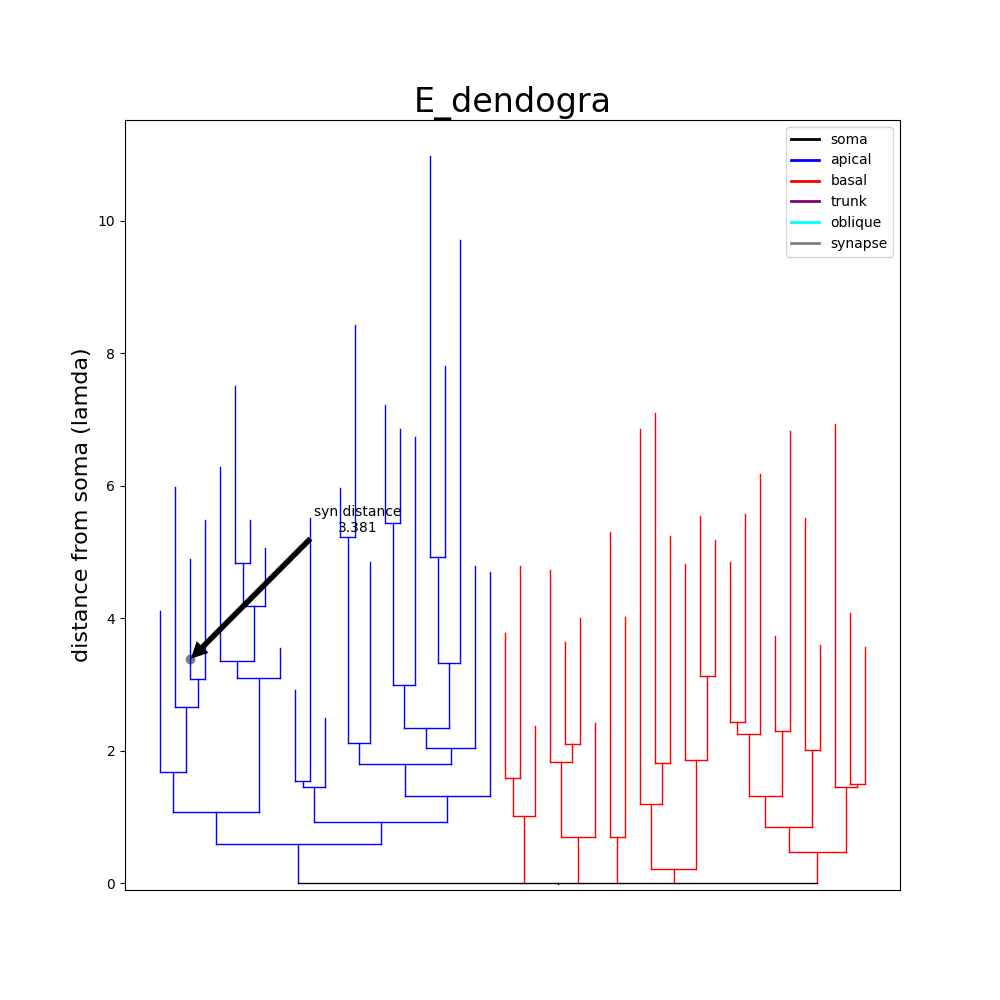 E_dendogra
soma
apical
basal
trunk
oblique
synapse
10
8
6
4
2
0
distance from soma (lamda)
syn distance
3.381